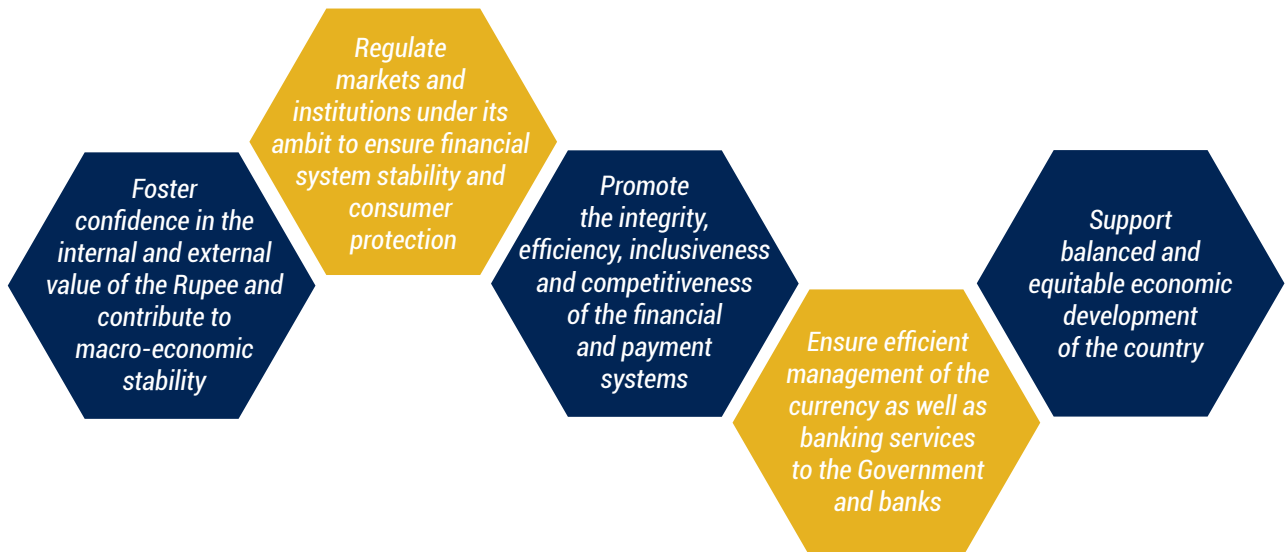 Foster
confidence in the
internal and external
value of the Rupee and
contribute to
macro-economic
stability
Regulate
markets and
institutions under its
ambit to ensure financial
system stability and
consumer
protection
Promote
the integrity,
efficiency, inclusiveness
and competitiveness
of the financial
and payment
systems
Ensure efficient
management of the
currency as well as
banking services
to the Government
and banks
Support
balanced and
equitable economic
development
of the country